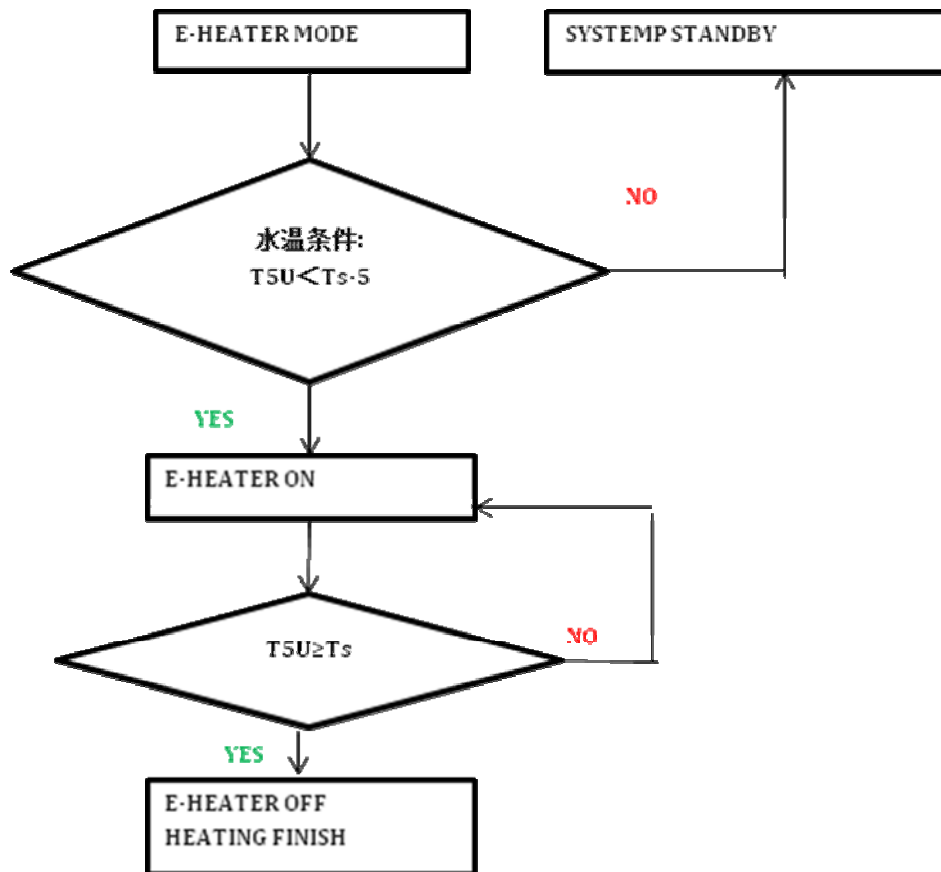 E-HEATER MODE
SYSTEMP STANDBY
NO
水温条件:
T5U＜Ts-5
YES
E-HEATER ON
T5U≥Ts
NO
YES
E-HEATER OFF
HEATING FINISH